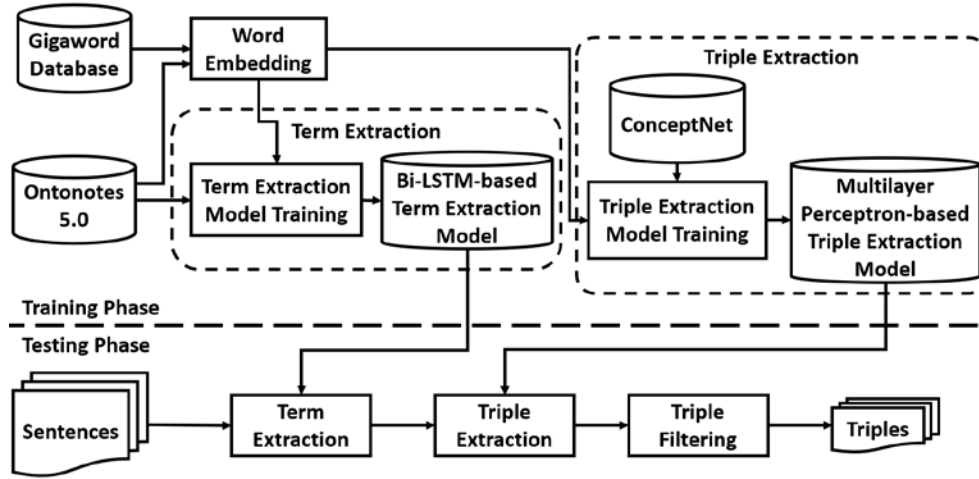 Gigaword
Database
Word
Embedding
Triple Extraction
ConceptNet
Term Extraction
Ontonotes
5.0
Term Extraction
Model Training
Bi-LSTM-based
Term Extraction
Model
Triple Extraction
Model Training
Multilayer
Perceptron-based
Triple Extraction
Model
Training Phase
Testing Phase
Sentences
Term
Extraction
Triple
Extraction
Triple
Filtering
Triples